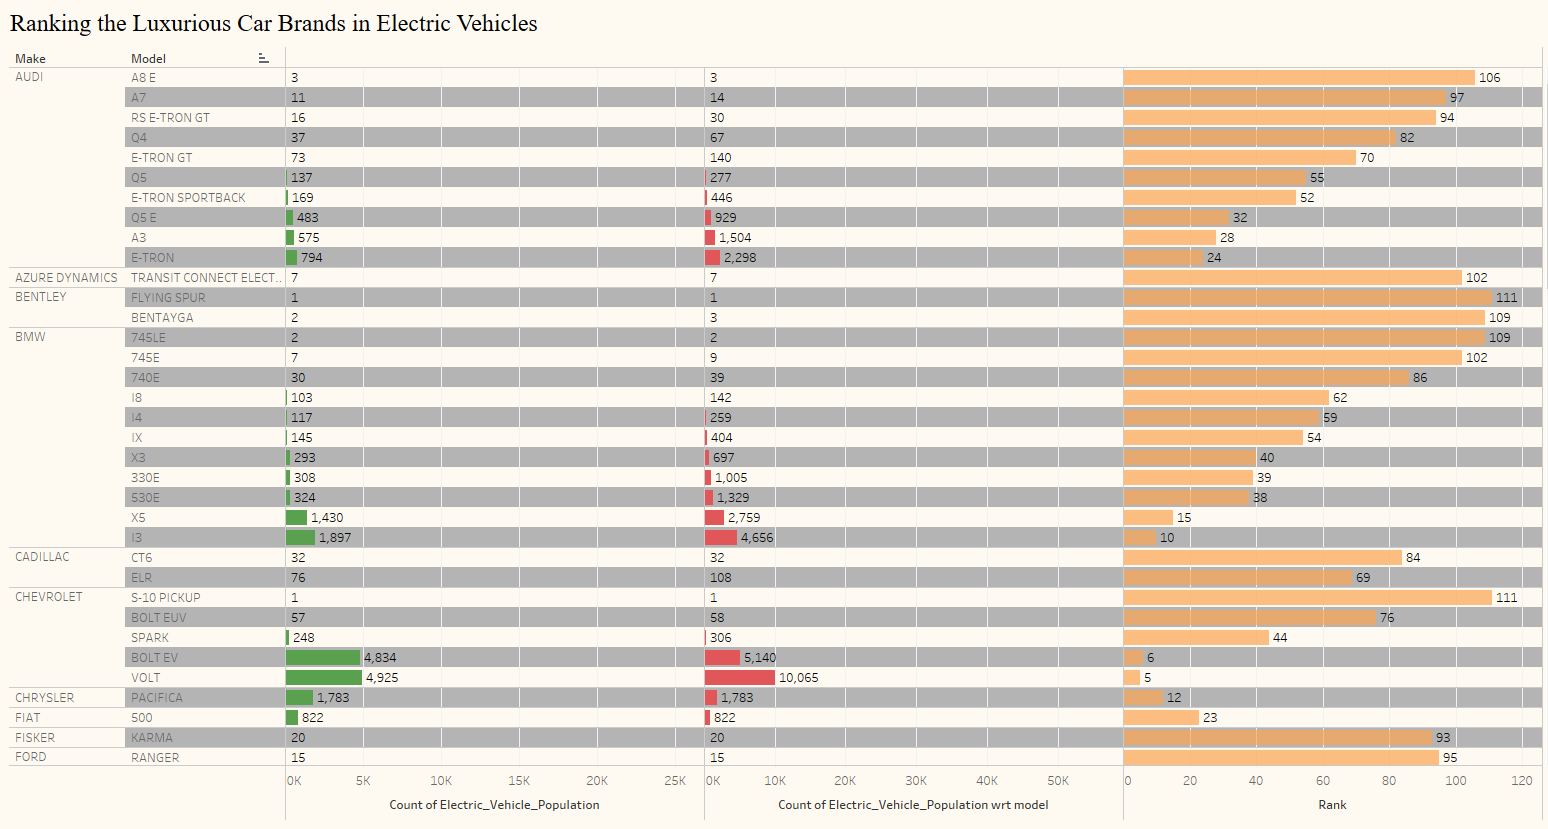 Ranking the Luxurious Car Brands in Electric Vehicles
Make Model
AUDI A8 E 3 3 106
A7 11 14 97
RS E-TRON GT 16 30 94
Q4 37 67 82
E-TRON GT 73 140 70
Q5 137 277 55
E-TRON SPORTBACK 169 446 52
Q5 E 483 929 32
A3 575 1,504 28
E-TRON 794 2,298 24
AZURE DYNAMICS TRANSIT CONNECT ELECT.. 7 7 102
BENTLEY FLYING SPUR 1 1 111
BENTAYGA 2 3 109
BMW 745LE 2 2 109
745E 7 9 102
740E 30 39 86
I8 103 142 62
I4 117 259 59
IX 145 404 54
X3 293 697 40
330E 308 1,005 39
530E 324 1,329 38
X5 1,430 2,759 15
I3 1,897 4,656 10
CADILLAC CT6 32 32 84
ELR 76 108 69
CHEVROLET S-10 PICKUP 1 1 111
BOLT EUV 57 58 76
SPARK 248 306 44
BOLT EV 4,834 5,140 6
VOLT 4,925 10,065 5
CHRYSLER PACIFICA 1,783 1,783 12
FIAT 500 822 822 23
FISKER KARMA 20 20 93
FORD RANGER 15 15 95
0K 5K 10K 15K 20K 25K 0K 10K 20K 30K 40K 50K 0 20 40 60 80 100 120
Count of Electric_Vehicle_Population Count of Electric_Vehicle_Population wrt model Rank